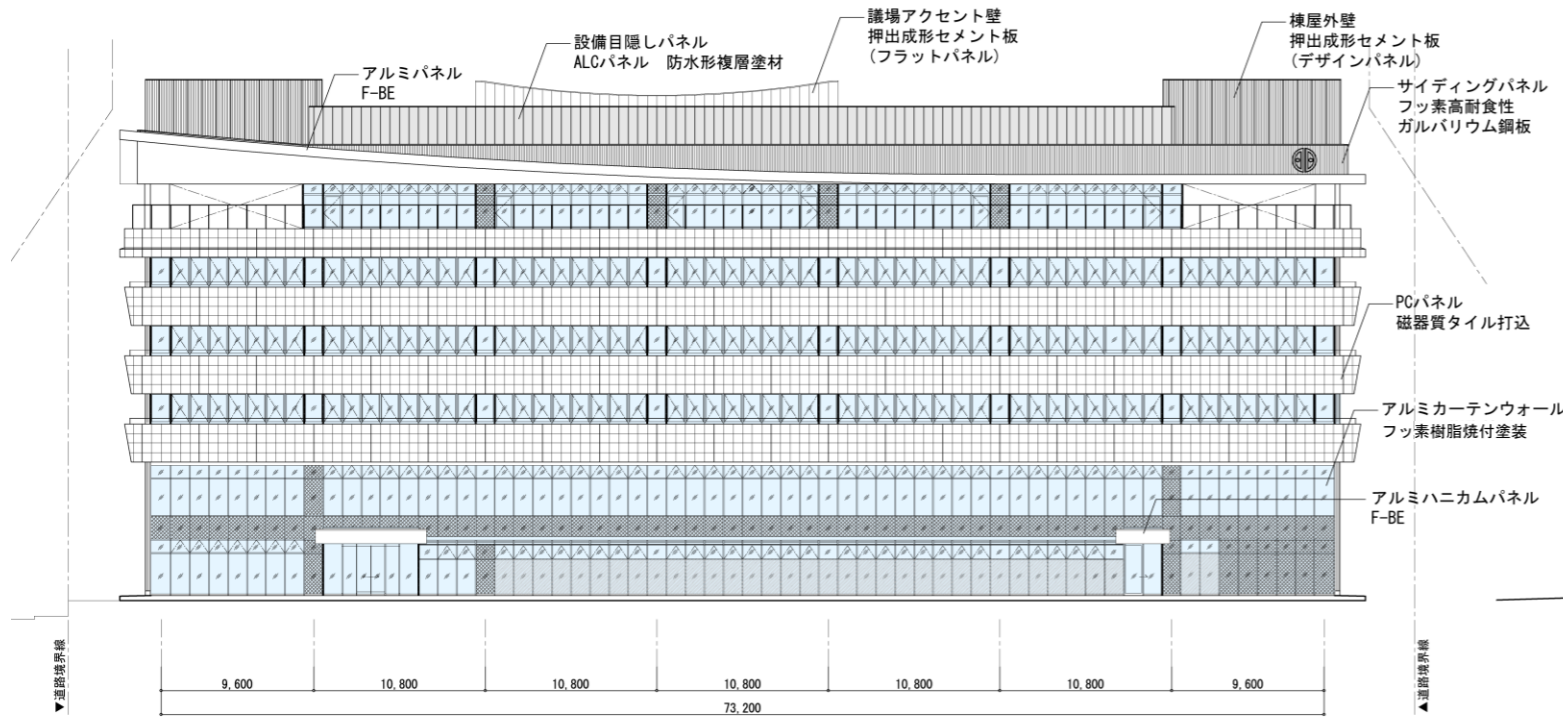 議場アクセント壁
押出成形セメント板
(フラットパネル)
棟屋外壁
押出成形セメント板
(デザインパネル)
設備目隠しパネル
ALCパネル 防水形複層塗材
アルミパネル
F-BE
サイディングパネル
フッ素高耐食性
ガルバリウム鋼板
PCパネル
磁器質タイル打込
アルミカーテンウォール
フッ素樹脂焼付塗装
アルミハニカムパネル
F-BE
▼道路境界線
▲道路境界線
9,600
10,800
10,800
10,800
10,800
10,800
9,600
73,200